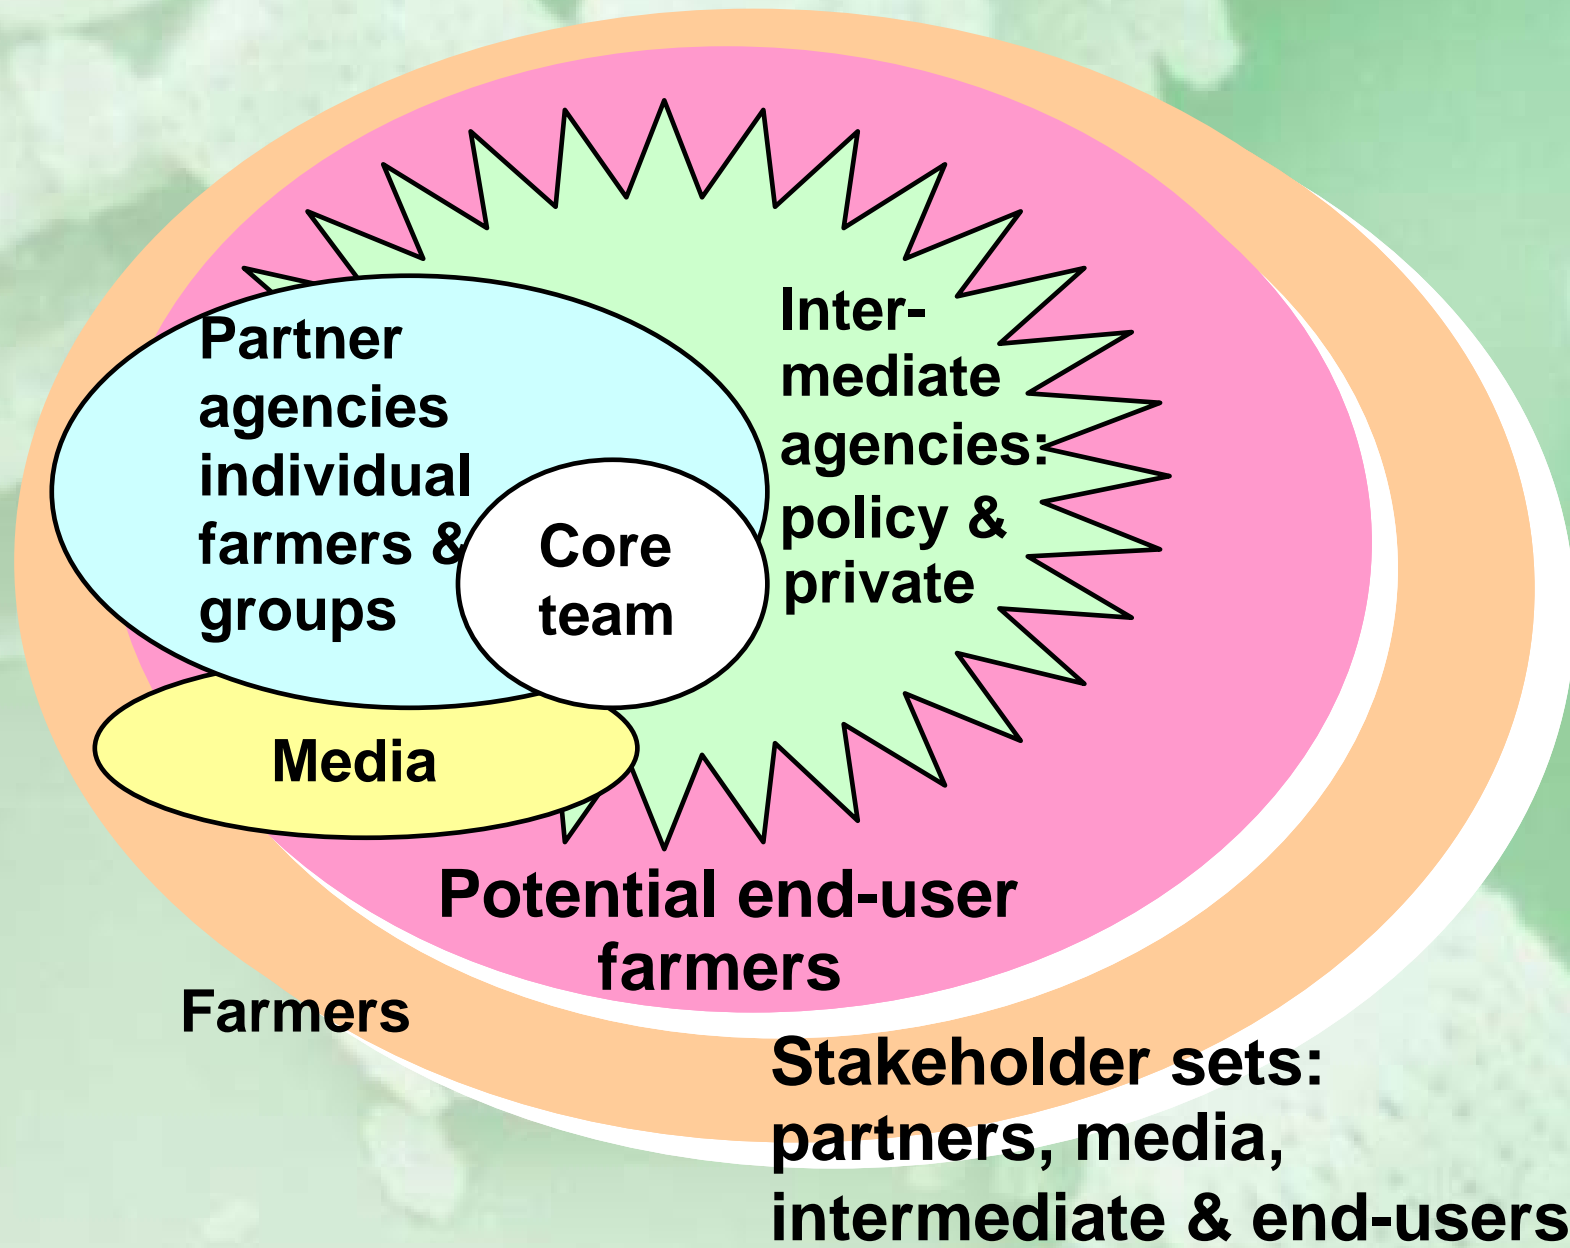 Partner
agencies
individual
farmers &
groups
Inter-
mediate
agencies:
policy &
private
Core
team
Media
Potential end-user
farmers
Farmers
Stakeholder sets:
partners, media,
intermediate & end-users